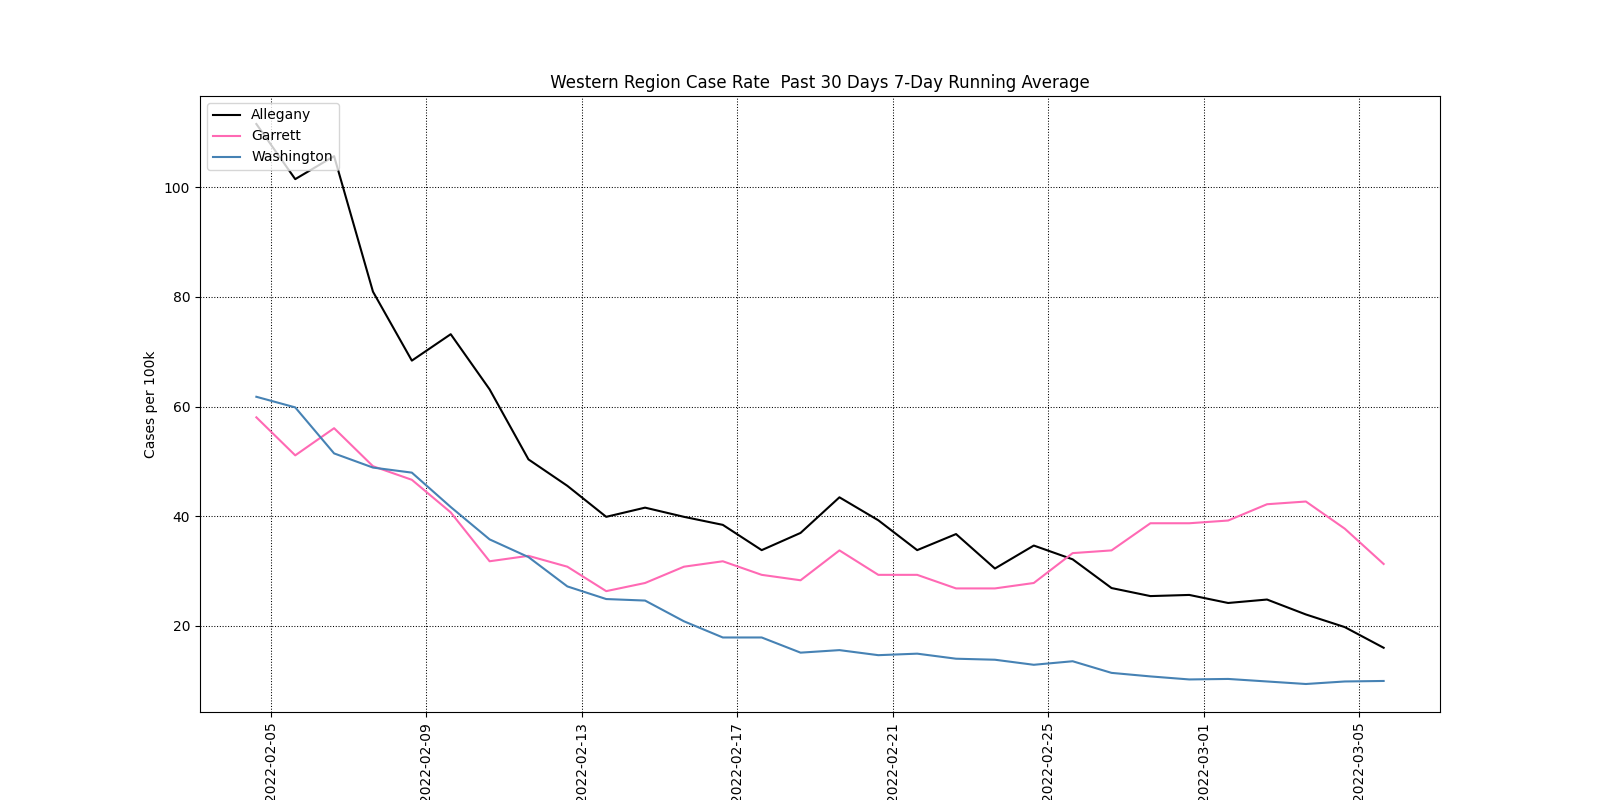 Western Region Case Rate  Past 30 Days 7-Day Running Average
Allegany
Garrett
Washington
100
80
60
40
20
Cases per 100k
2022-02-05
2022-02-09
2022-02-13
2022-02-17
2022-02-21
2022-02-25
2022-03-01
2022-03-05